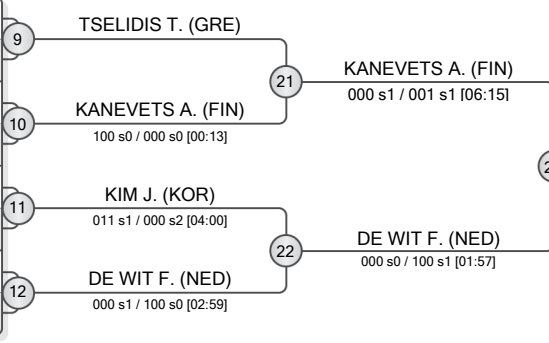 9
TSELIDIS T. (GRE)
21
KANEVETS A. (FIN)
000 s1 / 001 s1 [06:15]
10
KANEVETS A. (FIN)
100 s0 / 000 s0 [00:13]
11
KIM J. (KOR)
011 s1 / 000 s2 [04:00]
22
DE WIT F. (NED)
000 s0 / 100 s1 [01:57]
12
DE WIT F. (NED)
000 s1 / 100 s0 [02:59]